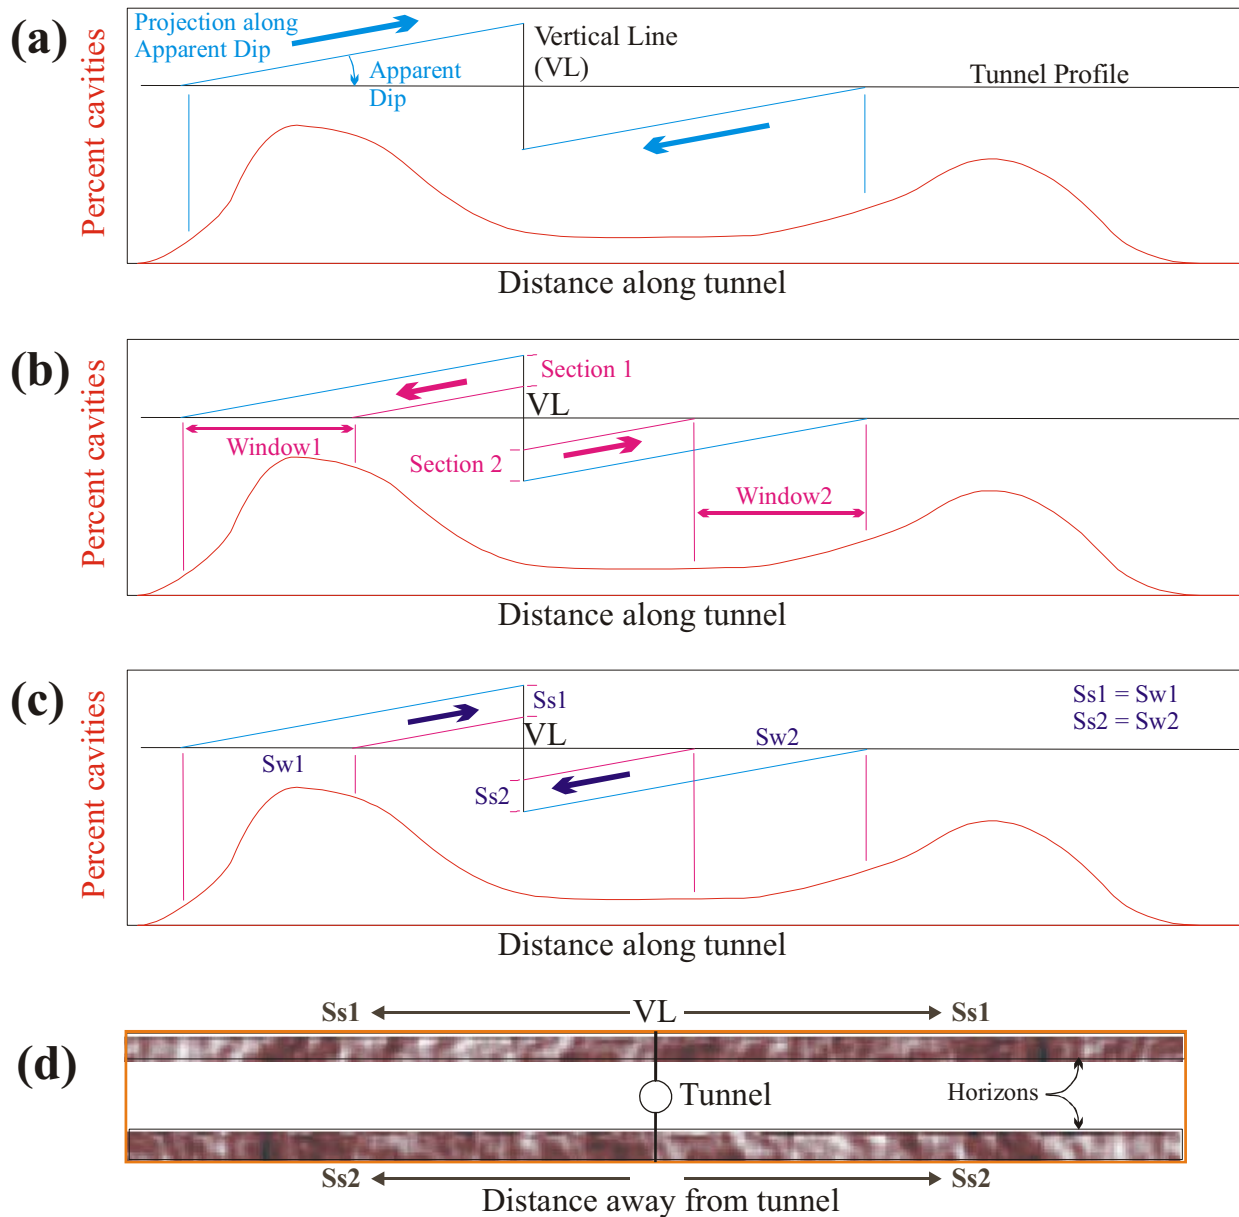 (a)
Percent cavities
Projection along
Apparent Dip
Apparent
Dip
Vertical Line
(VL)
Tunnel Profile
Distance along tunnel
(b)
Percent cavities
Section 1
VL
Window1
Section 2
Window2
Distance along tunnel
(c)
Percent cavities
Ss1
VL
Sw1
Ss2
Sw2
Ss1 = Sw1
Ss2 = Sw2
Distance along tunnel
(d)
Ss1
VL
Ss1
Tunnel
Horizons
Ss2
Ss2
Distance away from tunnel